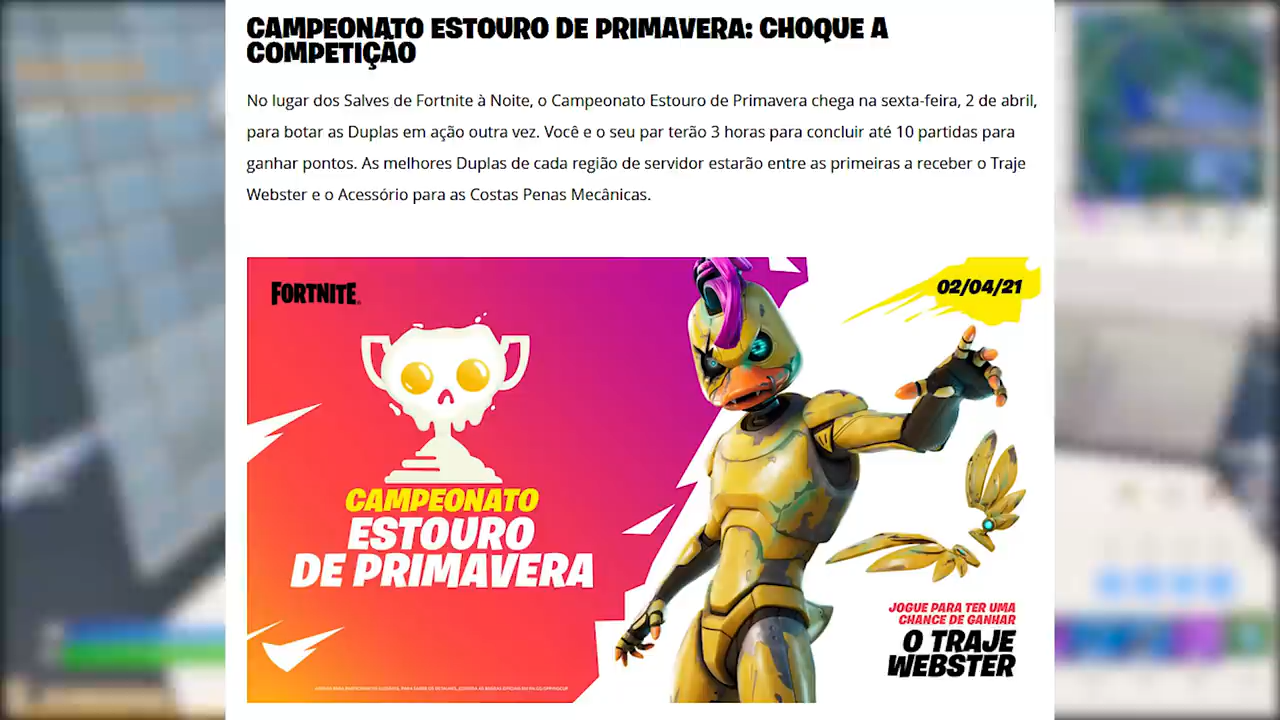 CAMPEONATO ESTOURO DE PRIMAVERA: CHOQUE A
COMPETIÇÃO
No lugar dos Salves de Fortnite à Noite, o Campeonato Estouro de Primavera chega na sexta-feira, 2 de abril,
para botar as Duplas em ação outra vez. Você e o seu par terão 3 horas para concluir até 10 partidas para
ganhar pontos. As melhores Duplas de cada região de servidor estarão entre as primeiras a receber o Traje
Webster e o Acessório para as Costas Penas Mecânicas.
FORTNITE
02/04/21
CAMPEONATO
ESTOURO
DE PRIMAVERA
JOGUE PARA TER UMA
CHANCE DE GANHAR
O TRAJE
WEBSTER